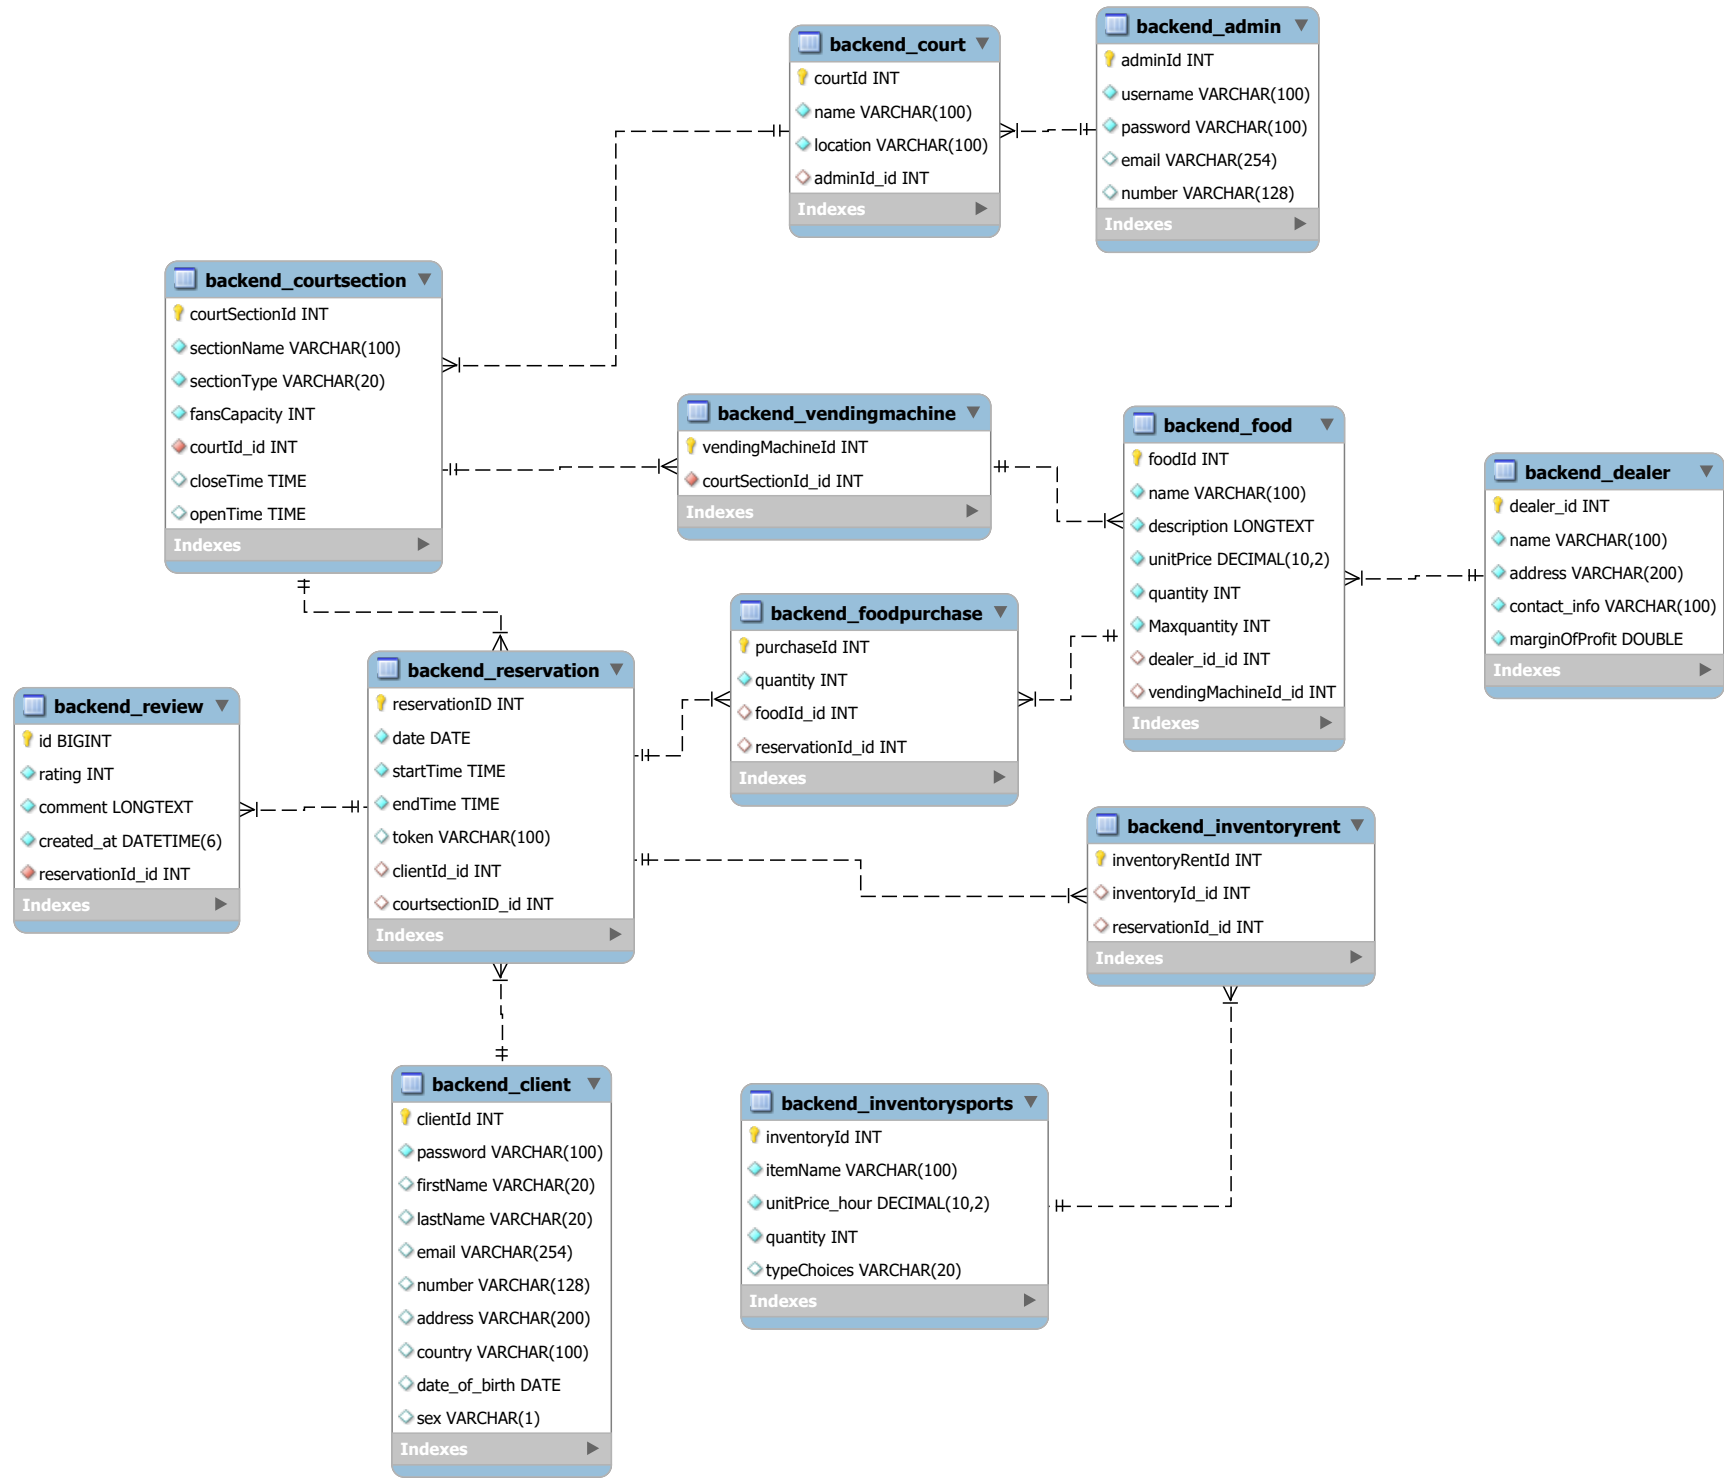 backend_court
courtId INT
name VARCHAR(100)
location VARCHAR(100)
adminId_id INT
Indexes
backend_admin
adminId INT
username VARCHAR(100)
password VARCHAR(100)
email VARCHAR(254)
number VARCHAR(128)
Indexes
backend_courtsection
courtSectionId INT
sectionName VARCHAR(100)
sectionType VARCHAR(20)
fansCapacity INT
courtId_id INT
closeTime TIME
openTime TIME
Indexes
backend_vendingmachine
vendingMachineId INT
courtSectionId_id INT
Indexes
backend_food
foodId INT
name VARCHAR(100)
description LONGTEXT
unitPrice DECIMAL(10,2)
quantity INT
Maxquantity INT
dealer_id_id INT
vendingMachineId_id INT
Indexes
backend_dealer
dealer_id INT
name VARCHAR(100)
address VARCHAR(200)
contact_info VARCHAR(100)
marginOfProfit DOUBLE
Indexes
backend_foodpurchase
purchaseId INT
quantity INT
foodId_id INT
reservationId_id INT
Indexes
backend_reservation
reservationID INT
date DATE
startTime TIME
endTime TIME
token VARCHAR(100)
clientId_id INT
courtsectionID_id INT
Indexes
backend_review
id BIGINT
rating INT
comment LONGTEXT
created_at DATETIME(6)
reservationId_id INT
Indexes
backend_inventoryrent
inventoryRentId INT
inventoryId_id INT
reservationId_id INT
Indexes
backend_client
clientId INT
password VARCHAR(100)
firstName VARCHAR(20)
lastName VARCHAR(20)
email VARCHAR(254)
number VARCHAR(128)
address VARCHAR(200)
country VARCHAR(100)
date_of_birth DATE
sex VARCHAR(1)
Indexes
backend_inventorysports
inventoryId INT
itemName VARCHAR(100)
unitPrice_hour DECIMAL(10,2)
quantity INT
typeChoices VARCHAR(20)
Indexes